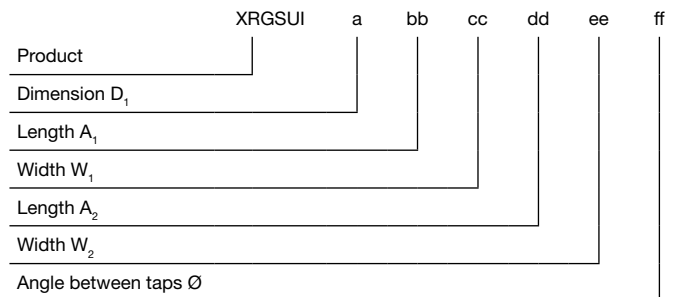 XRGSUI a bb cc dd ee ff
Product
Dimension D₁
Length A₁
Width W₁
Length A₂
Width W₂
Angle between taps Ø